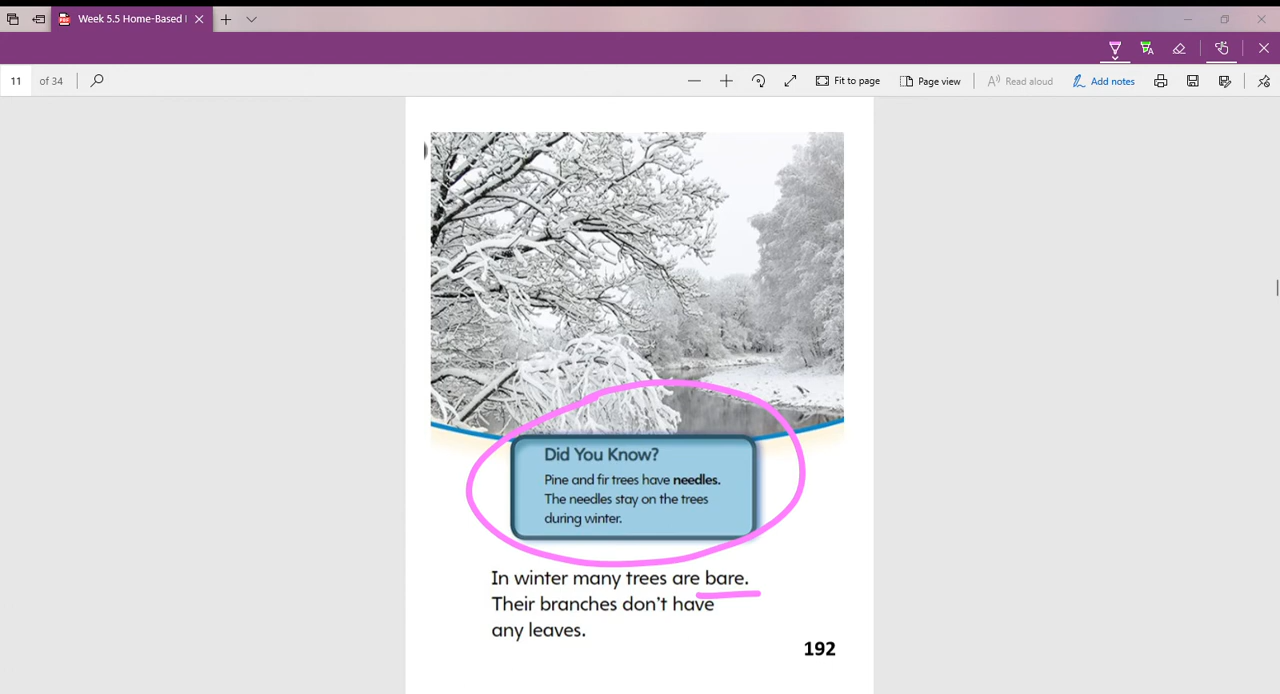 Week 5.5 Home-Based
11 of 34
Fit to page
Page view
Read aloud
Add notes
Did You Know?
Pine and fir trees have needles.
The needles stay on the trees
during winter.
In winter many trees are bare.
Their branches don't have
any leaves.
192